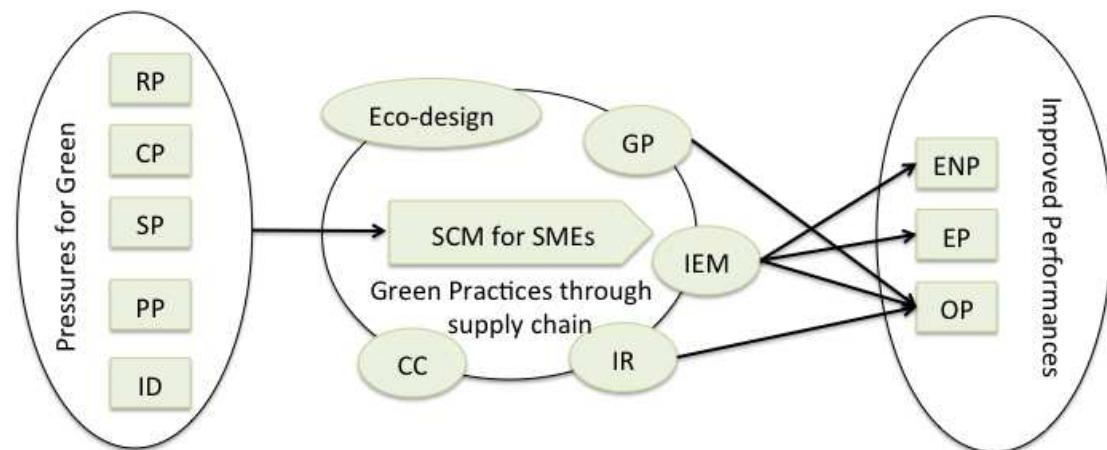 Pressures for Green
RP
CP
SP
PP
ID
Eco-design
GP
SCM for SMEs
IEM
Green Practices through
supply chain
CC
IR
ENP
EP
OP
Improved Performances